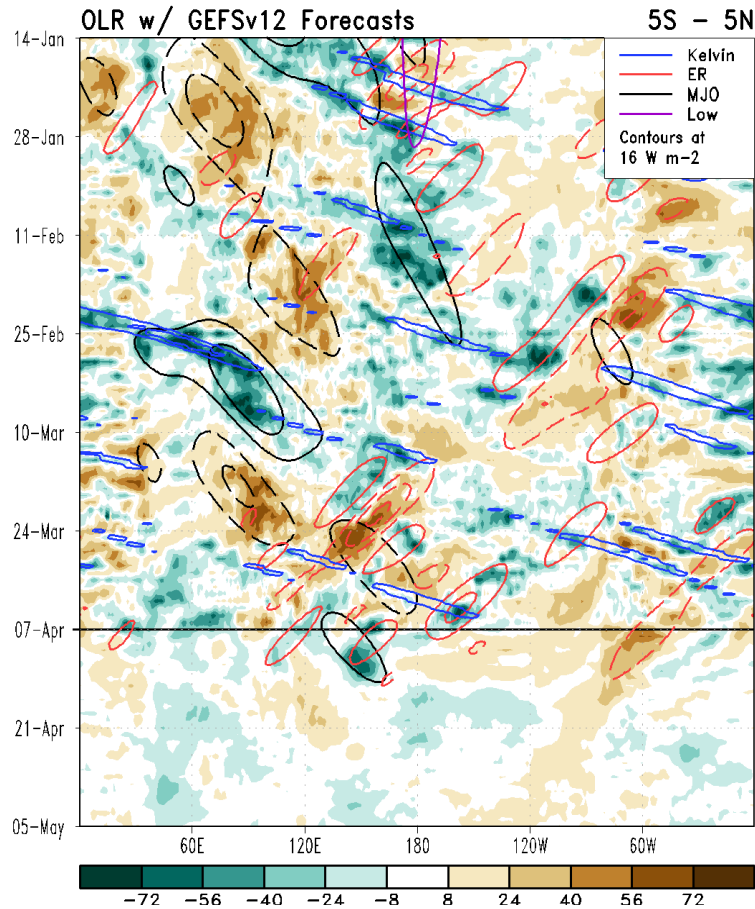 OLR w/ GEFSv12 Forecasts 5S - 5N
14-Jan
28-Jan
11-Feb
25-Feb
10-Mar
24-Mar
07-Apr
21-Apr
05-May
Kelvin
ER
MJO
Low
Contours at
16 W m-2
60E 120E 180 120W 60W
-72 -56 -40 -24 -8 8 24 40 56 72